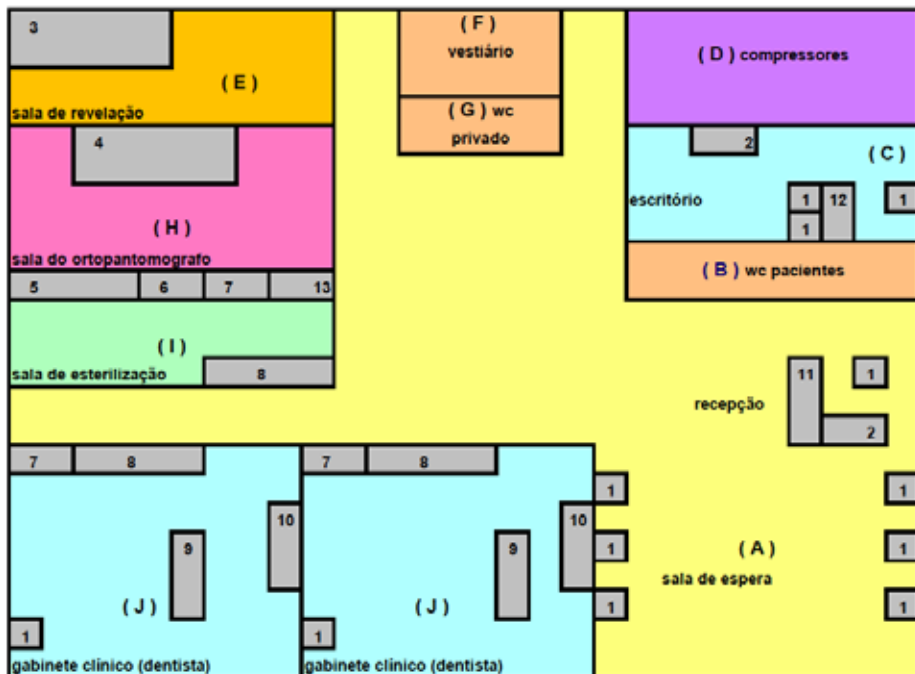 3
( E )
sala de revelação
( F )
vestiário
( G ) wc
privado
( D ) compressores
2
( C )
escritório
1
12
1
1
( B ) wc pacientes
4
( H )
sala do ortopantomografo
5
6
7
13
( I )
sala de esterilização
8
11
1
recepção
2
7
8
10
9
( J )
1
gabinete clínico (dentista)
7
8
10
9
( J )
1
gabinete clínico (dentista)
1
1
1
1
( A )
1
sala de espera
1